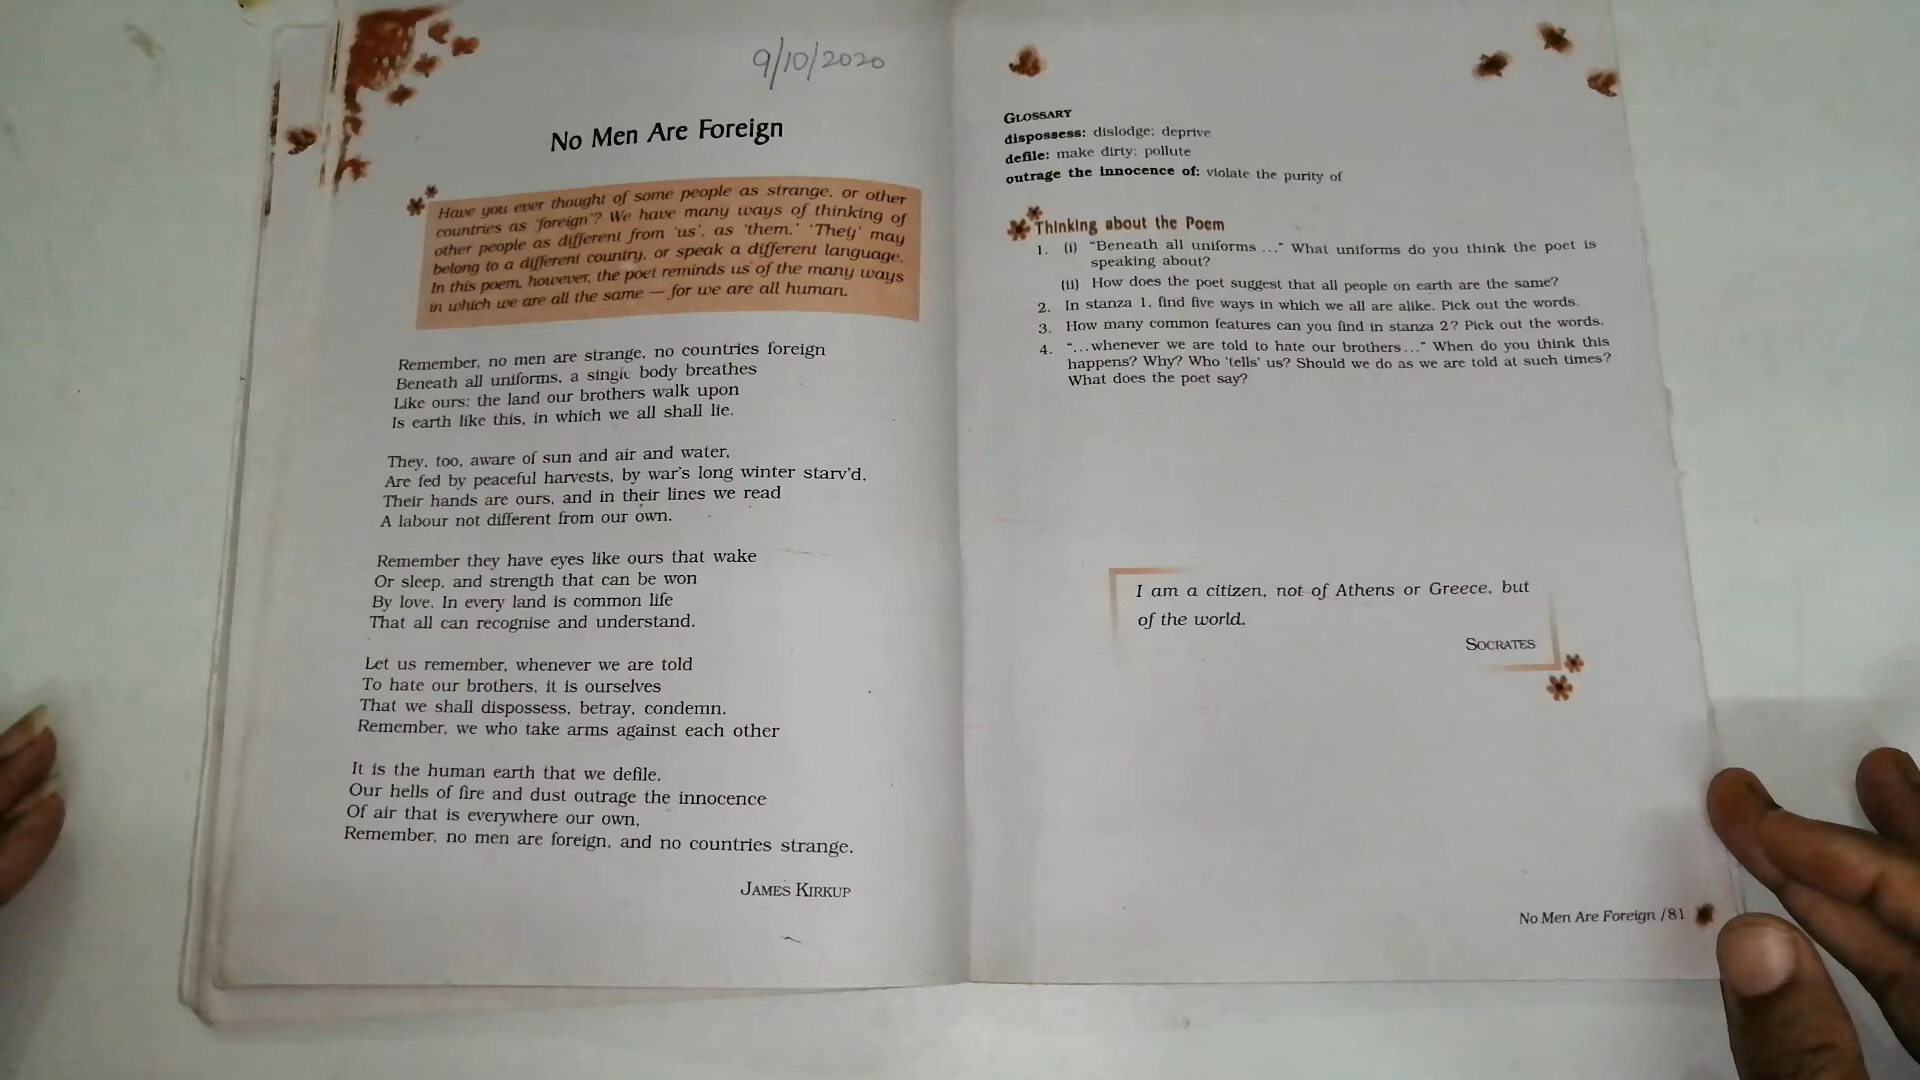 9/10/2020
No Men Are Foreign
Have you ever thought of some people as strange, or other
countries as 'foreign'? We have many ways of thinking of
other people as different from 'us', as 'them.' 'They' may
belong to a different country, or speak a different language.
In this poem, however, the poet reminds us of the many ways
in which we are all the same — for we are all human.
Remember, no men are strange, no countries foreign
Beneath all uniforms, a single body breathes
Like ours: the land our brothers walk upon
Is earth like this, in which we all shall lie.
They, too, aware of sun and air and water,
Are fed by peaceful harvests, by war's long winter starv'd,
Their hands are ours, and in their lines we read
A labour not different from our own.
Remember they have eyes like ours that wake
Or sleep, and strength that can be won
By love. In every land is common life
That all can recognise and understand.
Let us remember, whenever we are told
To hate our brothers, it is ourselves
That we shall dispossess, betray, condemn.
Remember, we who take arms against each other
It is the human earth that we defile.
Our hells of fire and dust outrage the innocence
Of air that is everywhere our own,
Remember, no men are foreign, and no countries strange.
JAMES KIRKUP
GLOSSARY
dispossess: dislodge; deprive
defile: make dirty; pollute
outrage the innocence of: violate the purity of
Thinking about the Poem
1. (i) "Beneath all uniforms ..." What uniforms do you think the poet is
speaking about?
(ii) How does the poet suggest that all people on earth are the same?
2. In stanza 1, find five ways in which we all are alike. Pick out the words.
3. How many common features can you find in stanza 2? Pick out the words.
4. "...whenever we are told to hate our brothers ..." When do you think this
happens? Why? Who 'tells' us? Should we do as we are told at such times?
What does the poet say?
I am a citizen, not of Athens or Greece, but
of the world.
SOCRATES
No Men Are Foreign /81